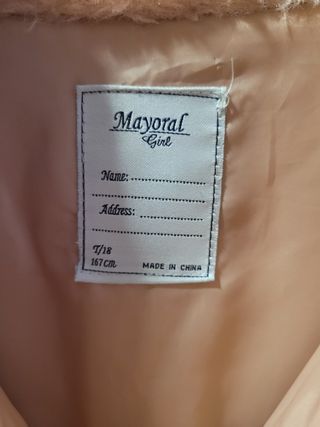 Mayoral
Girl
Name:..................
..............................
Address:...............
..............................
T/18
167cm MADE IN CHINA